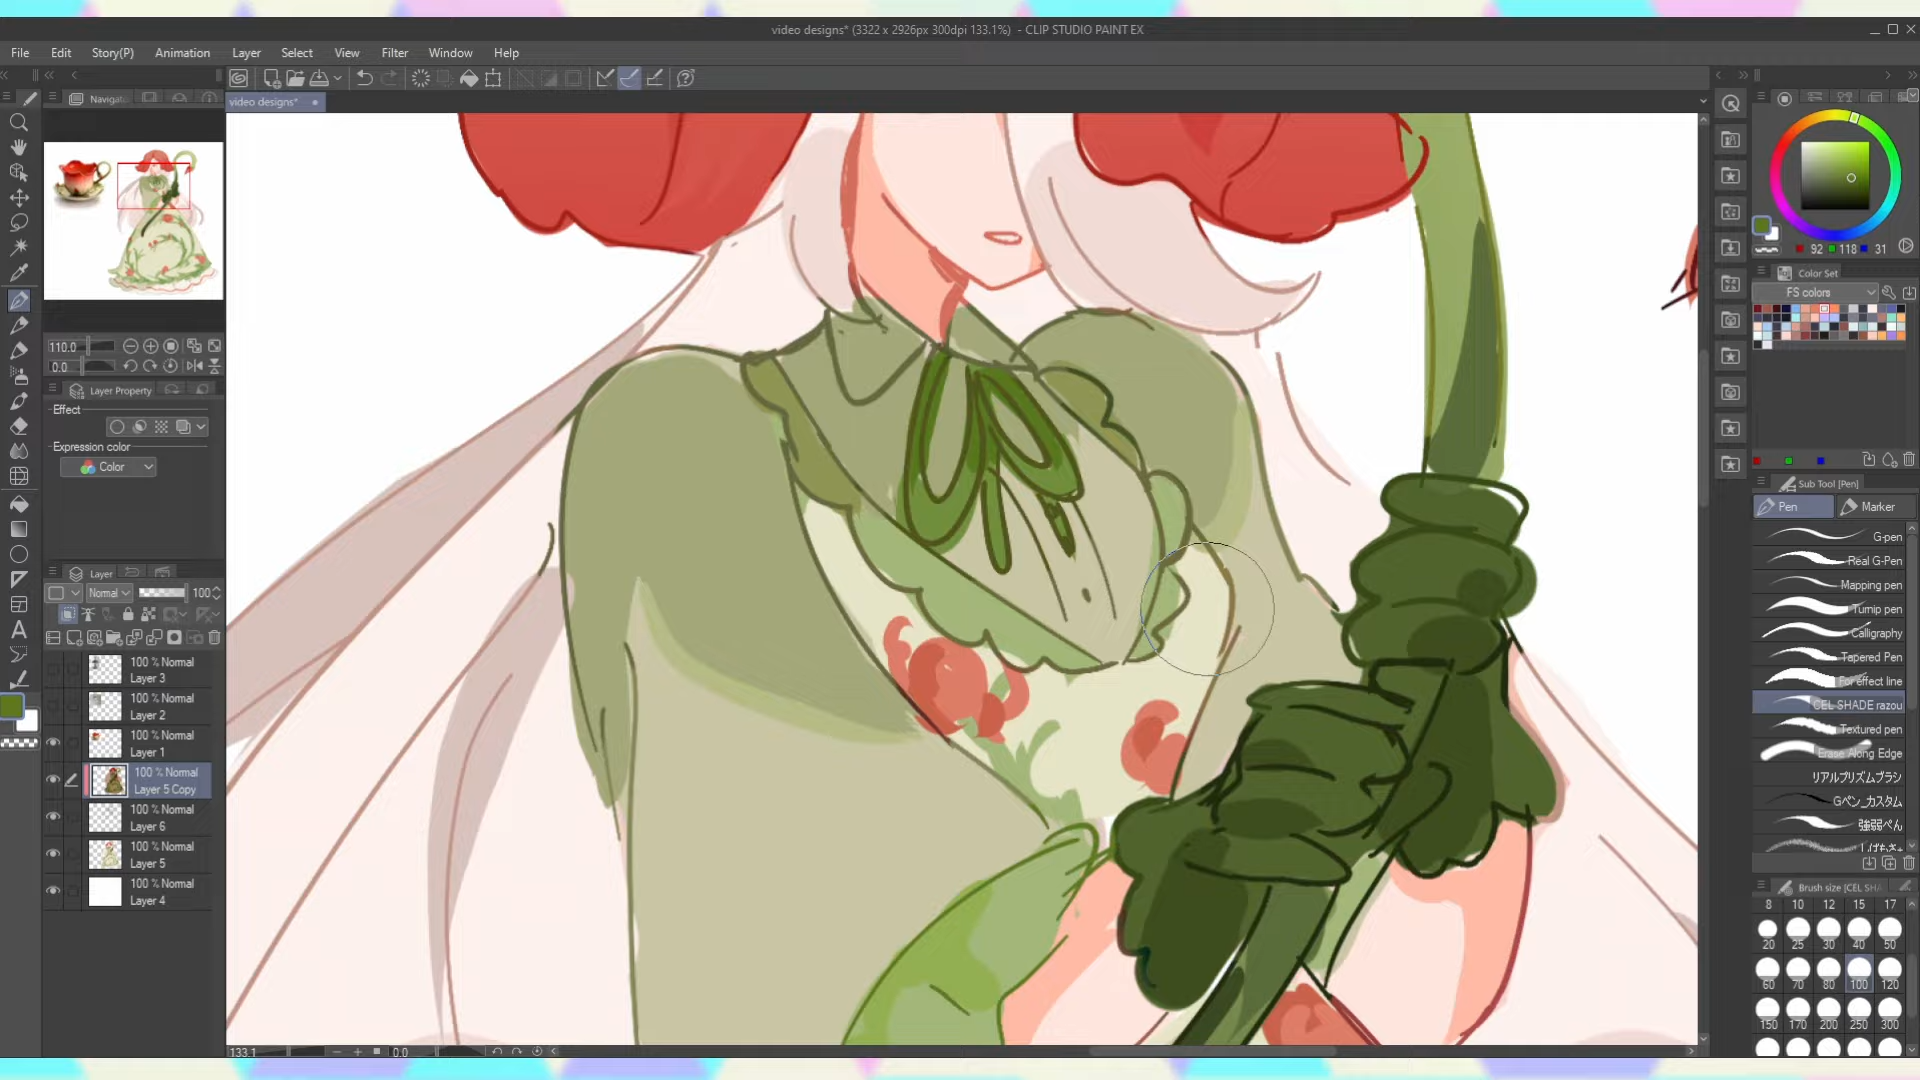 video designs* (3322 x 2926px 300dpi 133.1%) - CLIP STUDIO PAINT EX
File Edit Story(P) Animation Layer Select View Filter Window Help
video designs*
Navigat
110.0
0.0
Layer Property
Effect
Expression color
Color
Layer
Normal 100
100 % Normal
Layer 3
100 % Normal
Layer 2
100 % Normal
Layer 1
100 % Normal
Layer 5 Copy
100 % Normal
Layer 6
100 % Normal
Layer 5
100 % Normal
Layer 4
133.1 0.0
92 118 31
Color Set
FS colors
Sub Tool [Pen]
Pen Marker
G-pen
Real G-Pen
Mapping pen
Turnip pen
Calligraphy
Tapered Pen
For effect line
CEL SHADE razou
Textured pen
Erase Along Edge
リアルプリズムブラシ
Gペン_カスタム
強弱ぺん
Brush size [CEL SHA
8 10 12 15 17
20 25 30 40 50
60 70 80 100 120
150 170 200 250 300